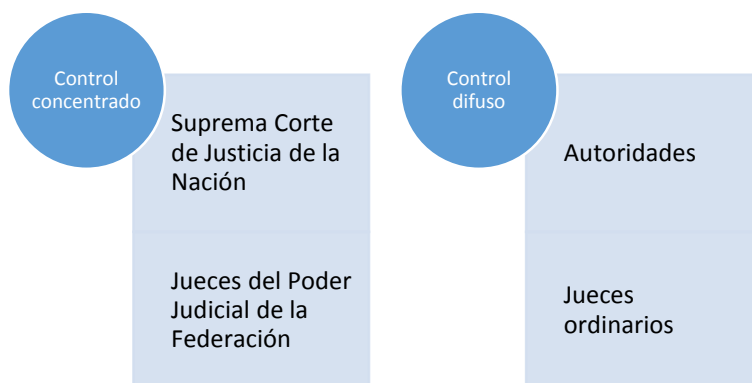 Control
concentrado
Suprema Corte
de Justicia de la
Nación
Jueces del Poder
Judicial de la
Federación
Control
difuso
Autoridades
Jueces
ordinarios